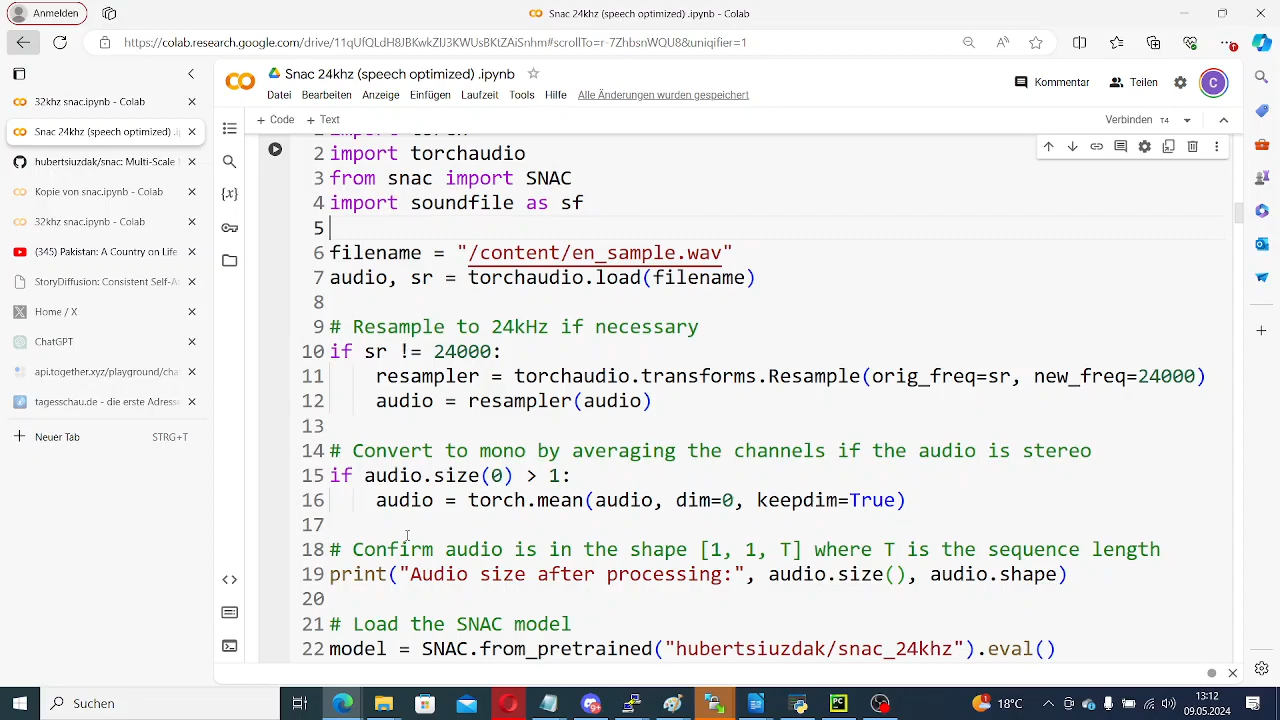 Anmelden
Snac 24khz (speech optimized) .ipynb - Colab
https://colab.research.google.com/drive/11qUfQLdH8JBKwkZlJ3KWUsBKtZAiSnhm#scrollTo=r-7ZhbsnWQU8&uniqifier=1
32khz snac.ipynb - Colab
Snac 24khz (speech optimized) .ip
hubertsiuzdak/snac: Multi-Scale
Kopie von snac.ipynb - Colab
32khz snac.ipynb - Colab
(345) Pakistan: A Country on Life
StoryDiffusion: Consistent Self-A
Home / X
ChatGPT
api.together.xyz/playground/cha
tagesschau.de - die erste Adress
Neuer Tab STRG+T
Snac 24khz (speech optimized) .ipynb
Datei Bearbeiten Anzeige Einfügen Laufzeit Tools Hilfe Alle Änderungen wurden gespeichert
Kommentar Teilen C
+ Code + Text
Verbinden T4
1 import torch
2 import torchaudio
3 from snac import SNAC
4 import soundfile as sf
5
6 filename = "/content/en_sample.wav"
7 audio, sr = torchaudio.load(filename)
8
9 # Resample to 24kHz if necessary
10 if sr != 24000:
11 resampler = torchaudio.transforms.Resample(orig_freq=sr, new_freq=24000)
12 audio = resampler(audio)
13
14 # Convert to mono by averaging the channels if the audio is stereo
15 if audio.size(0) > 1:
16 audio = torch.mean(audio, dim=0, keepdim=True)
17
18 # Confirm audio is in the shape [1, 1, T] where T is the sequence length
19 print("Audio size after processing:", audio.size(), audio.shape)
20
21 # Load the SNAC model
22 model = SNAC.from_pretrained("hubertsiuzdak/snac_24khz").eval()
Suchen
18°C
13:12
09.05.2024